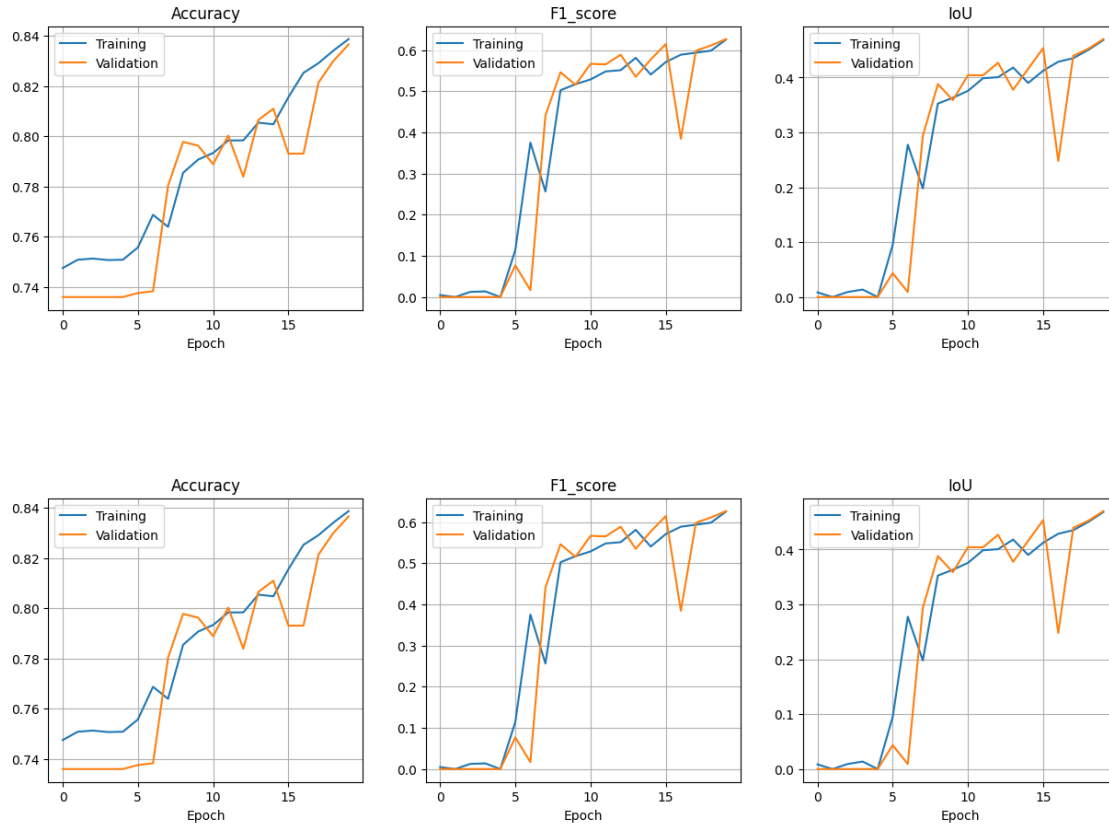 Accuracy F1_score IoU
Training Training Training
Validation Validation Validation
0.84 0.6 0.4
0.82 0.5 0.3
0.80 0.4 0.2
0.78 0.3 0.1
0.76 0.2 0.0
0.74 0.1
0.0
0 5 10 15 0 5 10 15 0 5 10 15
Epoch Epoch Epoch
Accuracy F1_score IoU
Training Training Training
Validation Validation Validation
0.84 0.6 0.4
0.82 0.5 0.3
0.80 0.4 0.2
0.78 0.3 0.1
0.76 0.2 0.0
0.74 0.1
0.0
0 5 10 15 0 5 10 15 0 5 10 15
Epoch Epoch Epoch